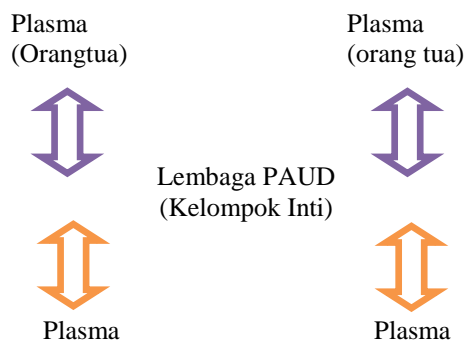 Plasma
(Orangtua)
Plasma
(orang tua)
Lembaga PAUD
(Kelompok Inti)
Plasma
Plasma